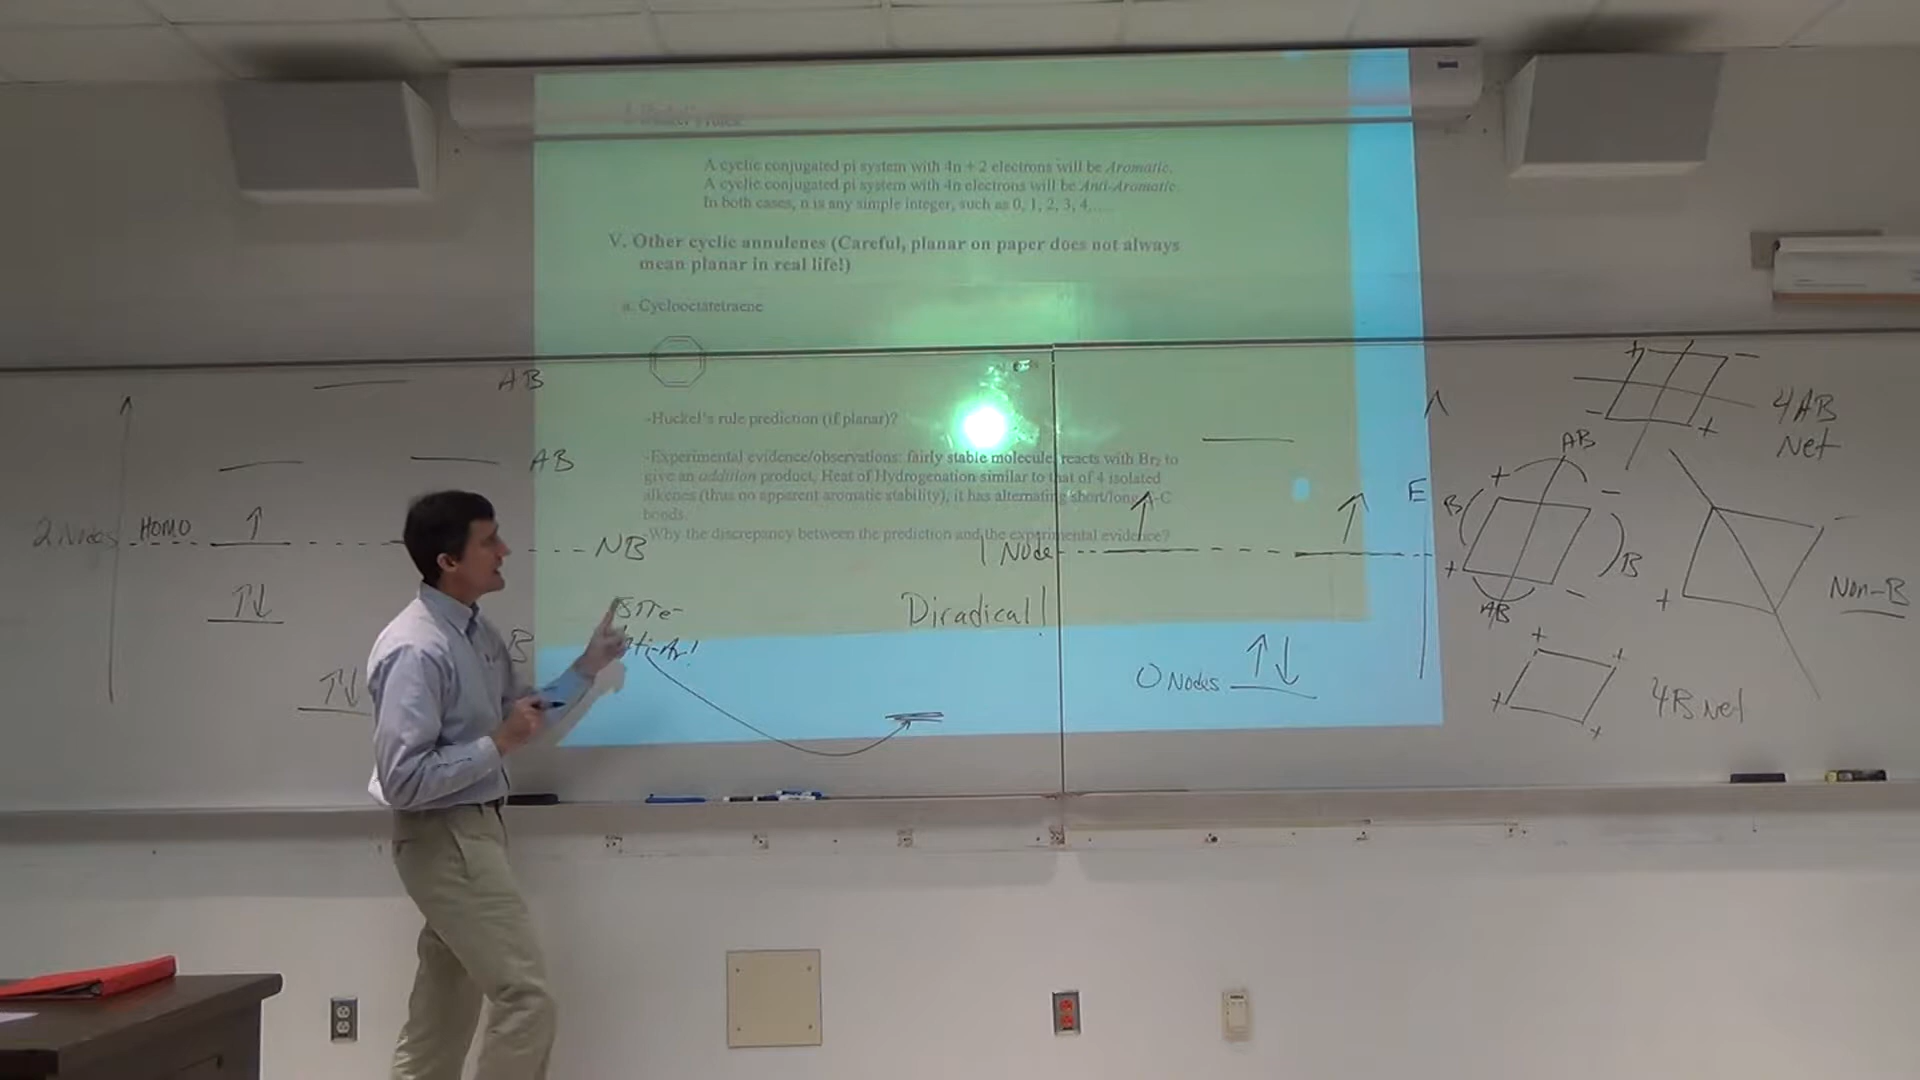 A cyclic conjugated pi system with 4n + 2 electrons will be Aromatic.
A cyclic conjugated pi system with 4n electrons will be Anti-Aromatic.
In both cases, n is any simple integer, such as 0, 1, 2, 3, 4,....
V. Other cyclic annulenes (Careful, planar on paper does not always
mean planar in real life!)
a. Cyclooctatetraene
-Huckel's rule prediction (if planar)?
-Experimental evidence/observations: fairly stable molecule, reacts with Br₂ to
give an addition product, Heat of Hydrogenation similar to that of 4 isolated
alkenes (thus no apparent aromatic stability), it has alternating short/long C-C
bonds.
-Why the discrepancy between the prediction and the experimental evidence?
AB
AB
2 Nodes
HOMO
NB
B
Diradical!
1 Node
0 Nodes
E
+ -
- +
4AB
Net
AB
+ -
B
B
+ -
AB
-
+
Non-B
+ +
+ +
4B Net